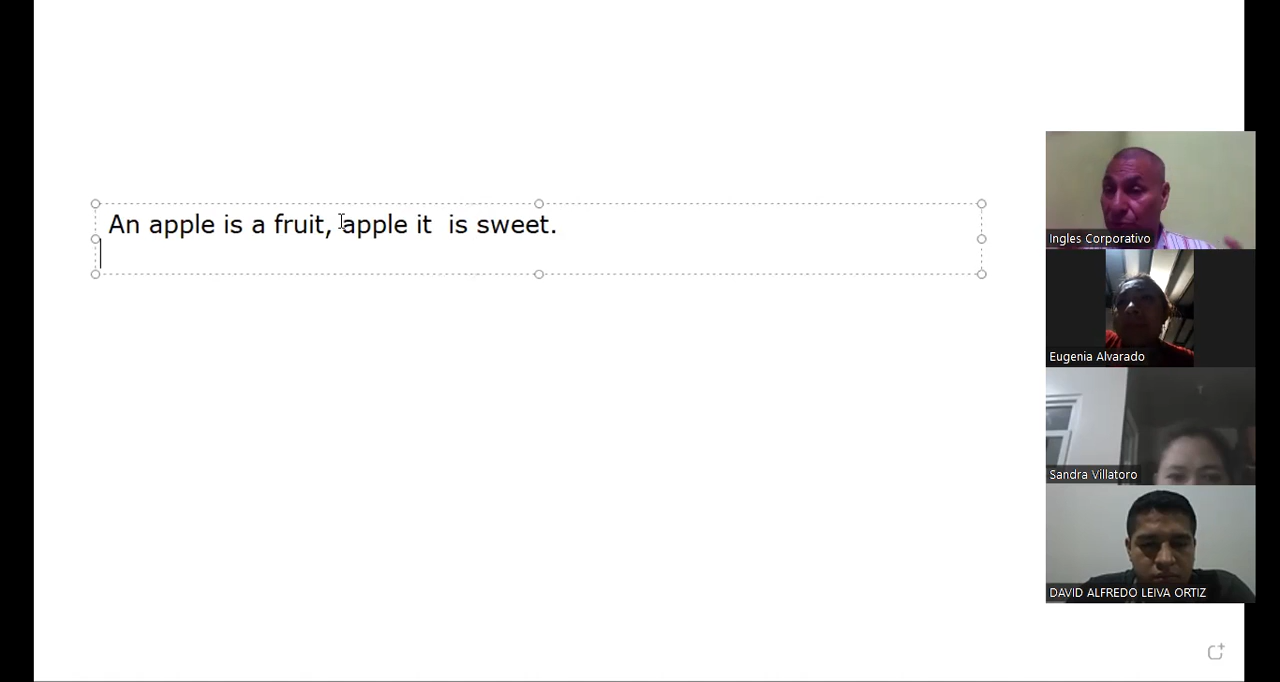 An apple is a fruit, apple it  is sweet.
Ingles Corporativo
Eugenia Alvarado
Sandra Villatoro
DAVID ALFREDO LEIVA ORTIZ